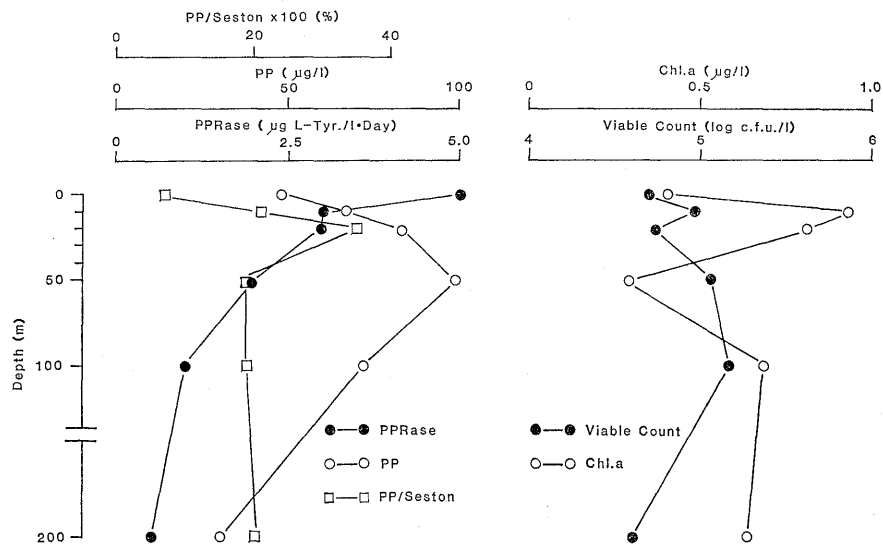 PP/Seston x100 (%)
0 20 40
PP ( µg/l)
0 50 100
PPRase ( µg L-Tyr./l•Day)
0 2.5 5.0
Chl.a ( µg/l)
0 0.5 1.0
Viable Count (log c.f.u./l)
4 5 6
0
50
100
200
Depth (m)
PPRase
PP
PP/Seston
Viable Count
Chl.a